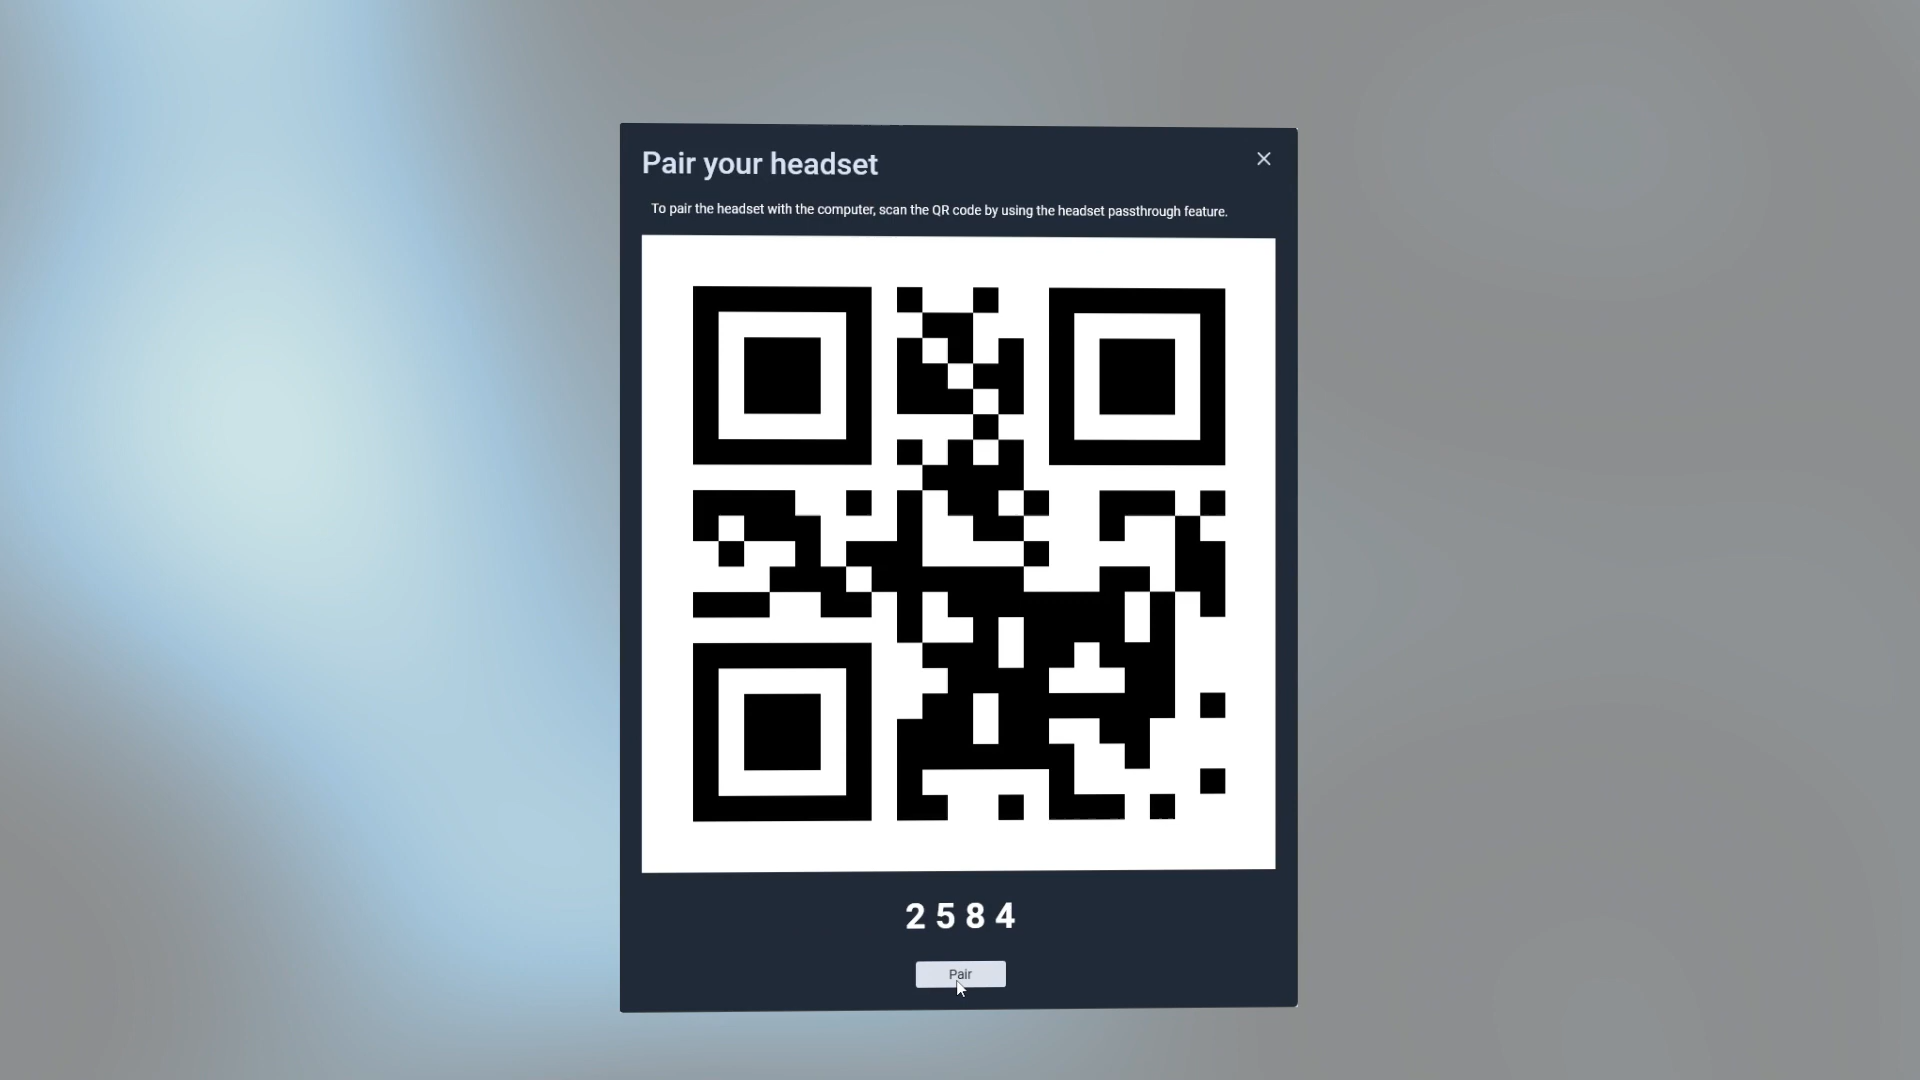 Pair your headset
To pair the headset with the computer, scan the QR code by using the headset passthrough feature.
2584
Pair